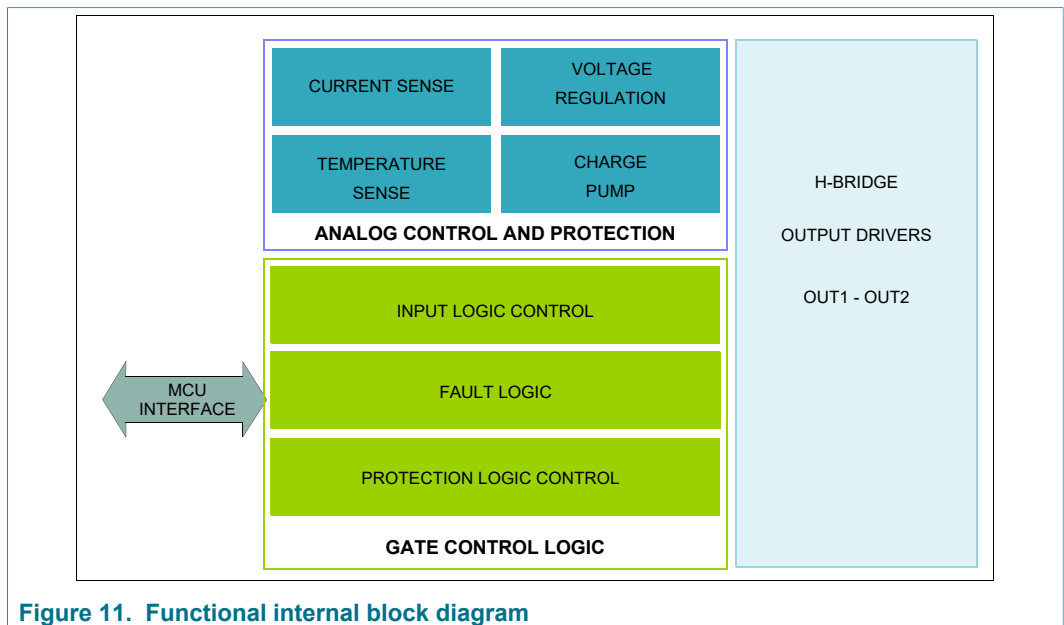 CURRENT SENSE
VOLTAGE
REGULATION
TEMPERATURE
SENSE
CHARGE
PUMP
ANALOG CONTROL AND PROTECTION
INPUT LOGIC CONTROL
FAULT LOGIC
PROTECTION LOGIC CONTROL
GATE CONTROL LOGIC
MCU
INTERFACE
H-BRIDGE
OUTPUT DRIVERS
OUT1 - OUT2
Figure 11. Functional internal block diagram